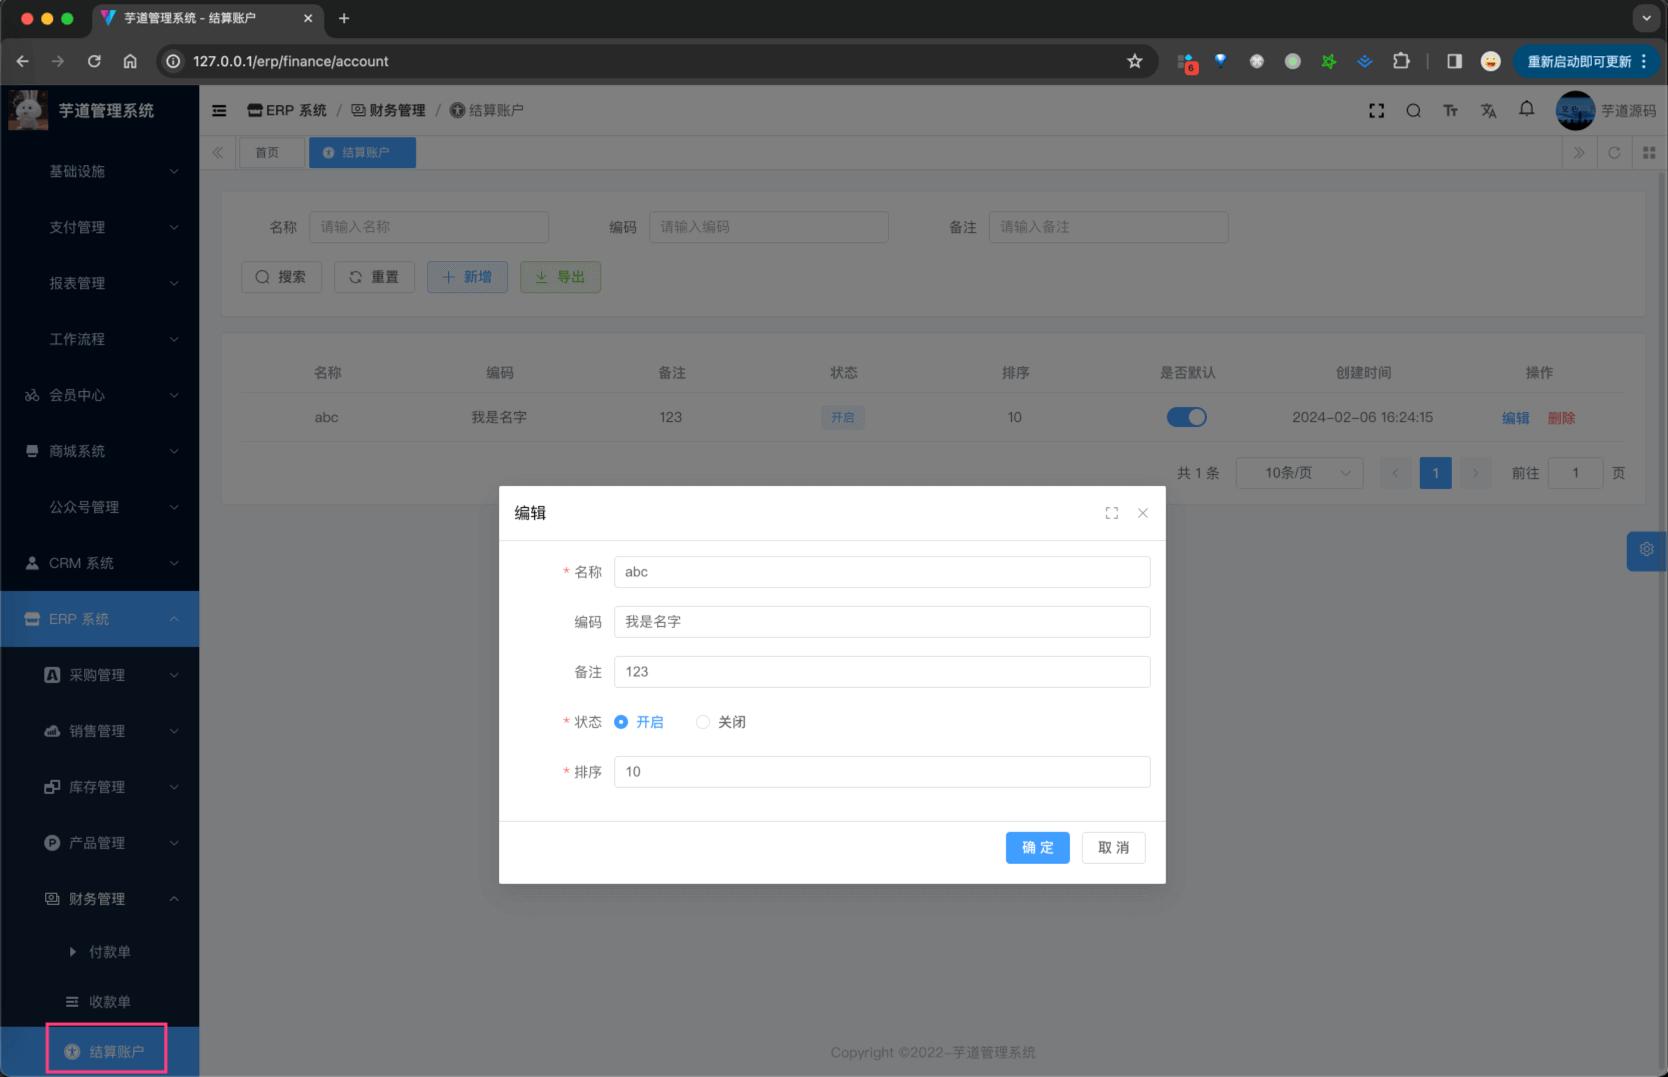 芋道管理系统 - 结算账户
127.0.0.1/erp/finance/account
6
重新启动即可更新
芋道管理系统
ERP 系统 / 财务管理 / 结算账户
芋道源码
首页
结算账户
基础设施
支付管理
报表管理
工作流程
会员中心
商城系统
公众号管理
CRM 系统
ERP 系统
采购管理
销售管理
库存管理
产品管理
财务管理
付款单
收款单
结算账户
名称 请输入名称 编码 请输入编码 备注 请输入备注
搜索 重置 新增 导出
名称 编码 备注 状态 排序 是否默认 创建时间 操作
abc 我是名字 123 开启 10 2024-02-06 16:24:15 编辑 删除
共 1 条 10条/页 1 前往 1 页
编辑
* 名称 abc
编码 我是名字
备注 123
* 状态 开启 关闭
* 排序 10
确 定 取 消
Copyright ©2022-芋道管理系统